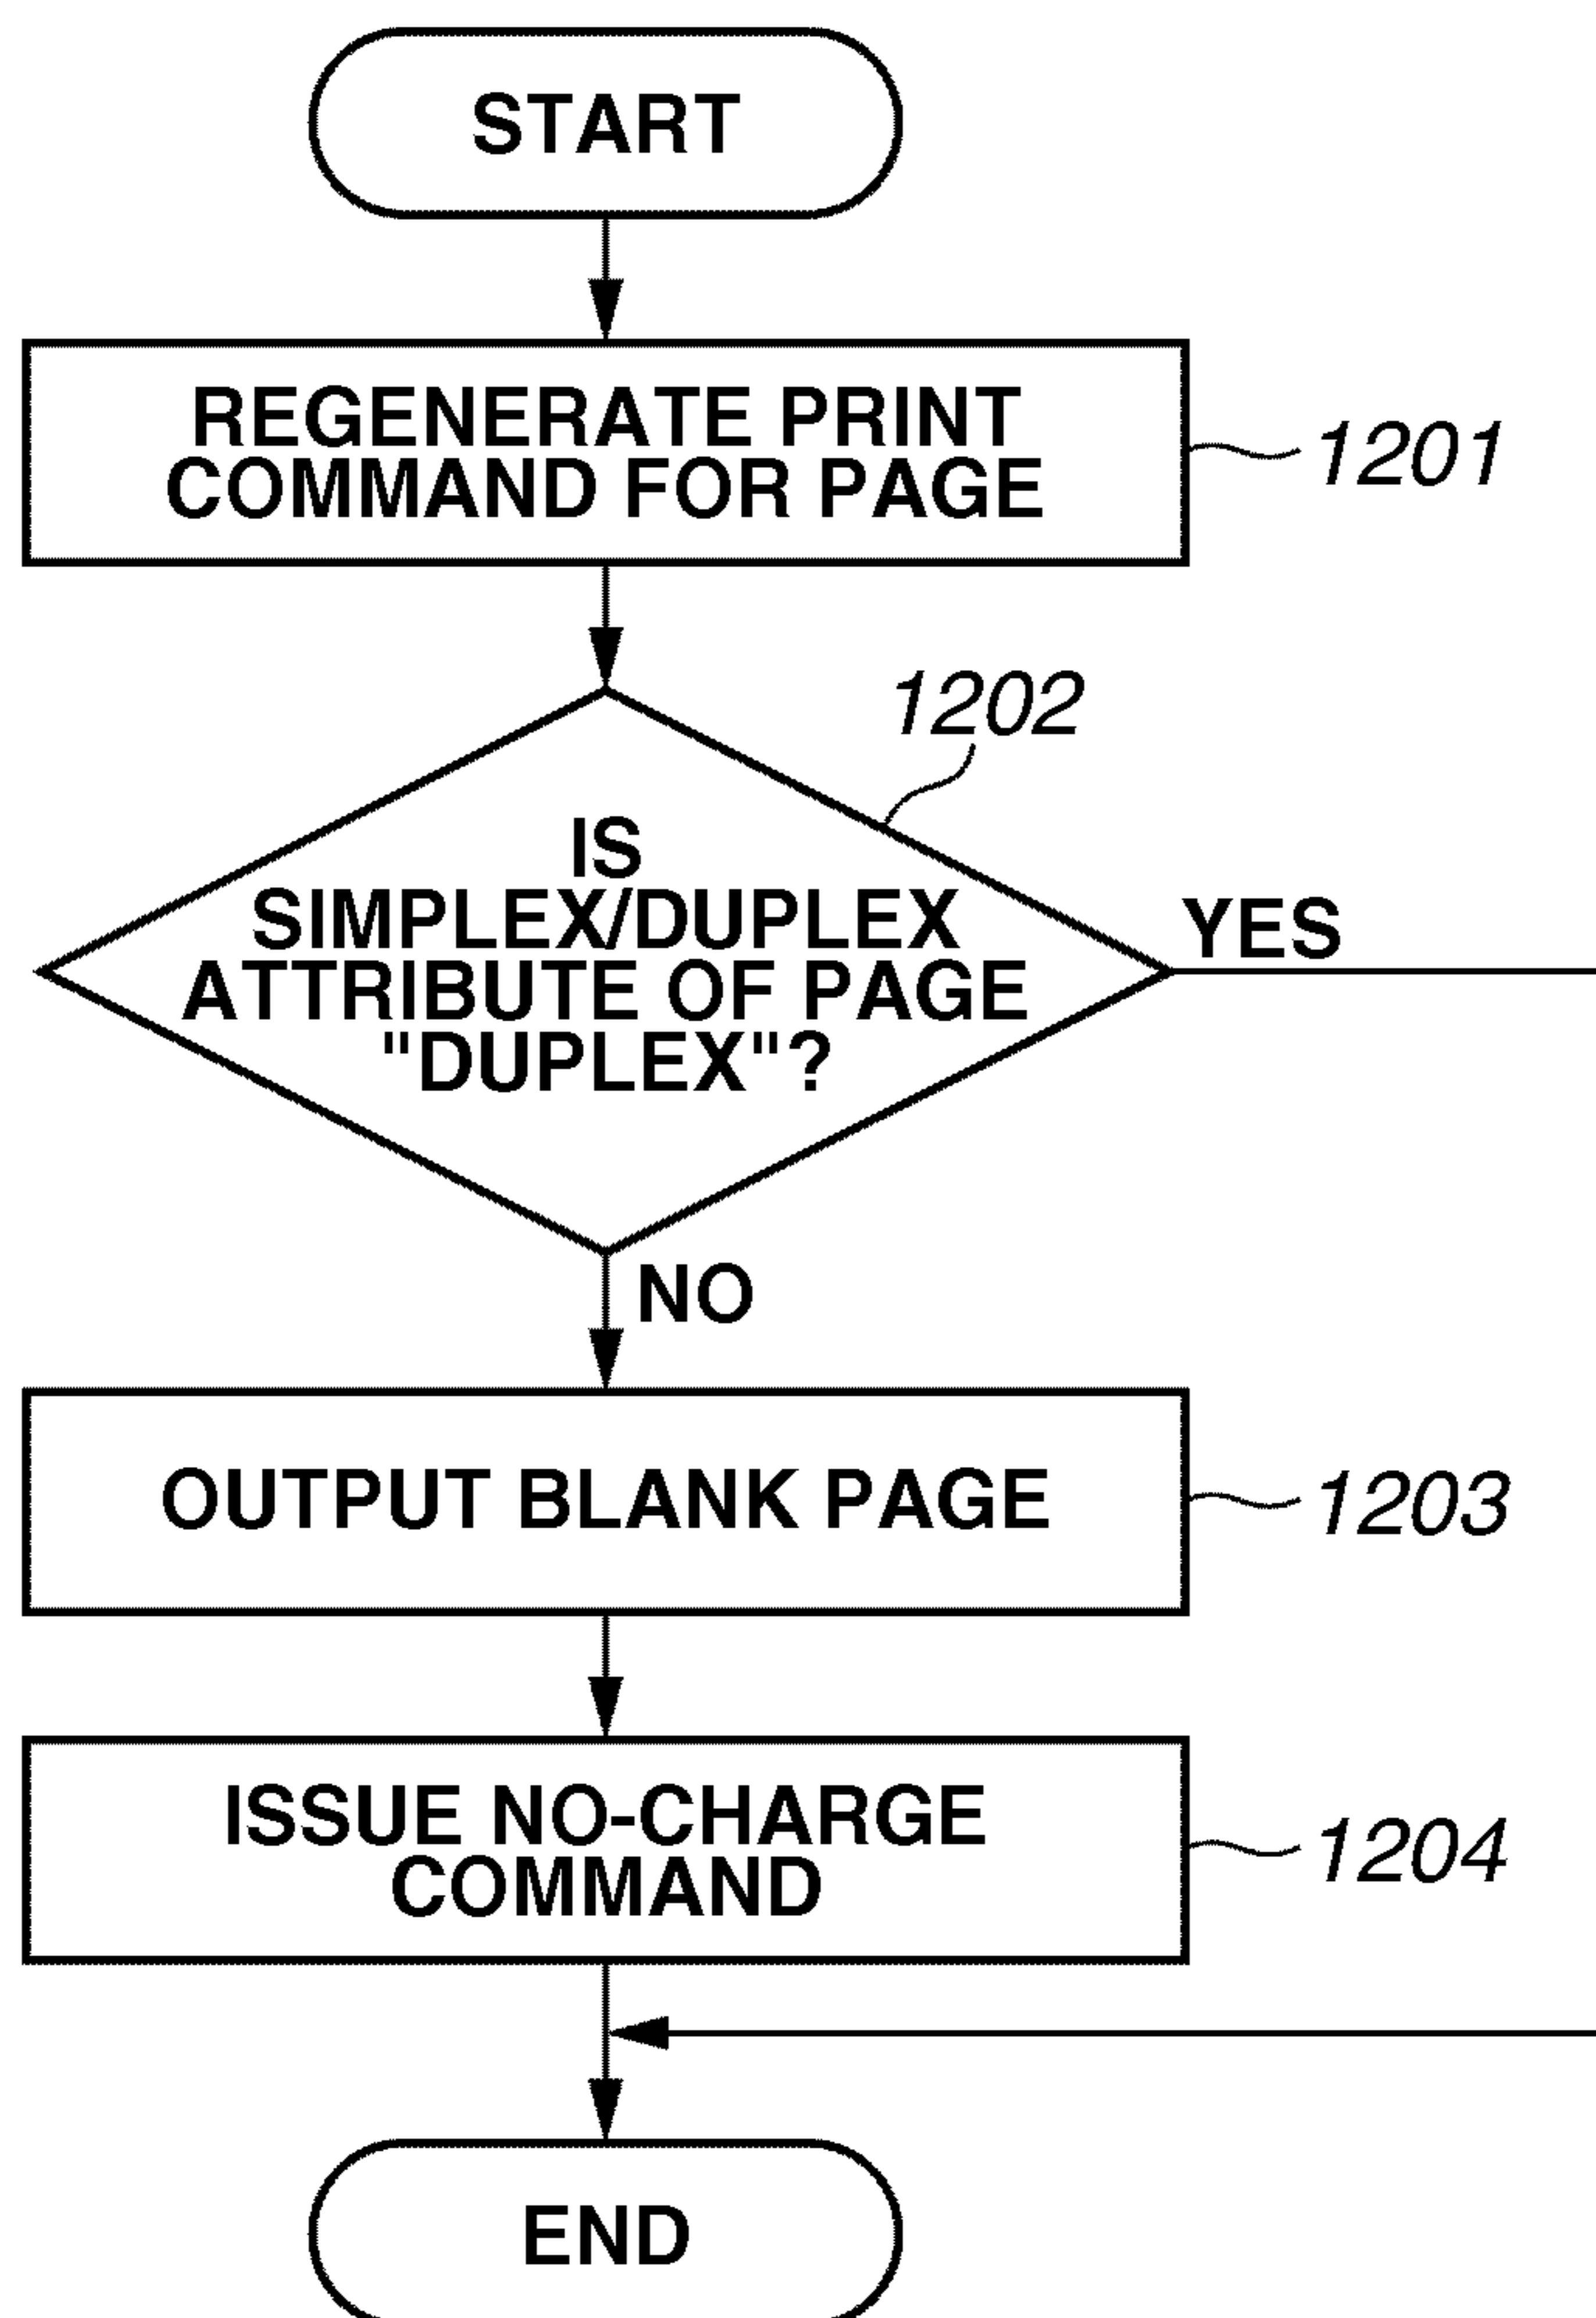 START
REGENERATE PRINT
COMMAND FOR PAGE
1201
1202
IS
SIMPLEX/DUPLEX
ATTRIBUTE OF PAGE
"DUPLEX"?
YES
NO
OUTPUT BLANK PAGE
1203
ISSUE NO-CHARGE
COMMAND
1204
END